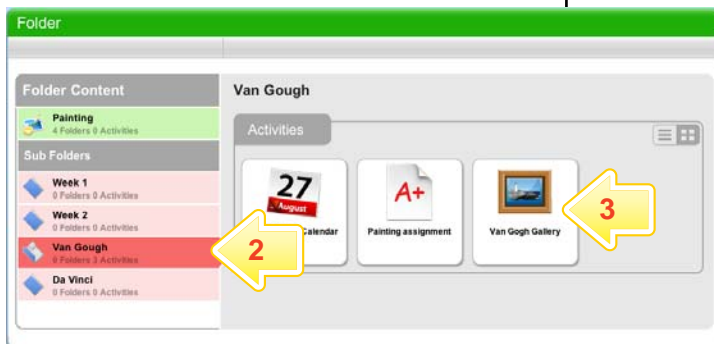 Folder
Folder Content
Painting
4 Folders 0 Activities
Sub Folders
Week 1
0 Folders 0 Activities
Week 2
0 Folders 0 Activities
Van Gough
0 Folders 3 Activities
Da Vinci
0 Folders 0 Activities
2
Van Gough
Activities
27
August
Calendar
A+
Painting assignment
Van Gogh Gallery
3